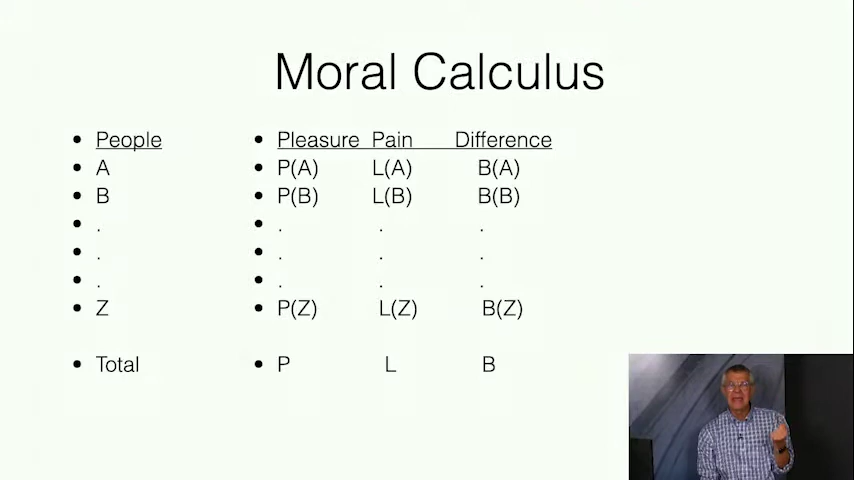 Moral Calculus
• People • Pleasure Pain Difference
• A • P(A) L(A) B(A)
• B • P(B) L(B) B(B)
• . • . . .
• . • . . .
• . • . . .
• Z • P(Z) L(Z) B(Z)
• Total • P L B